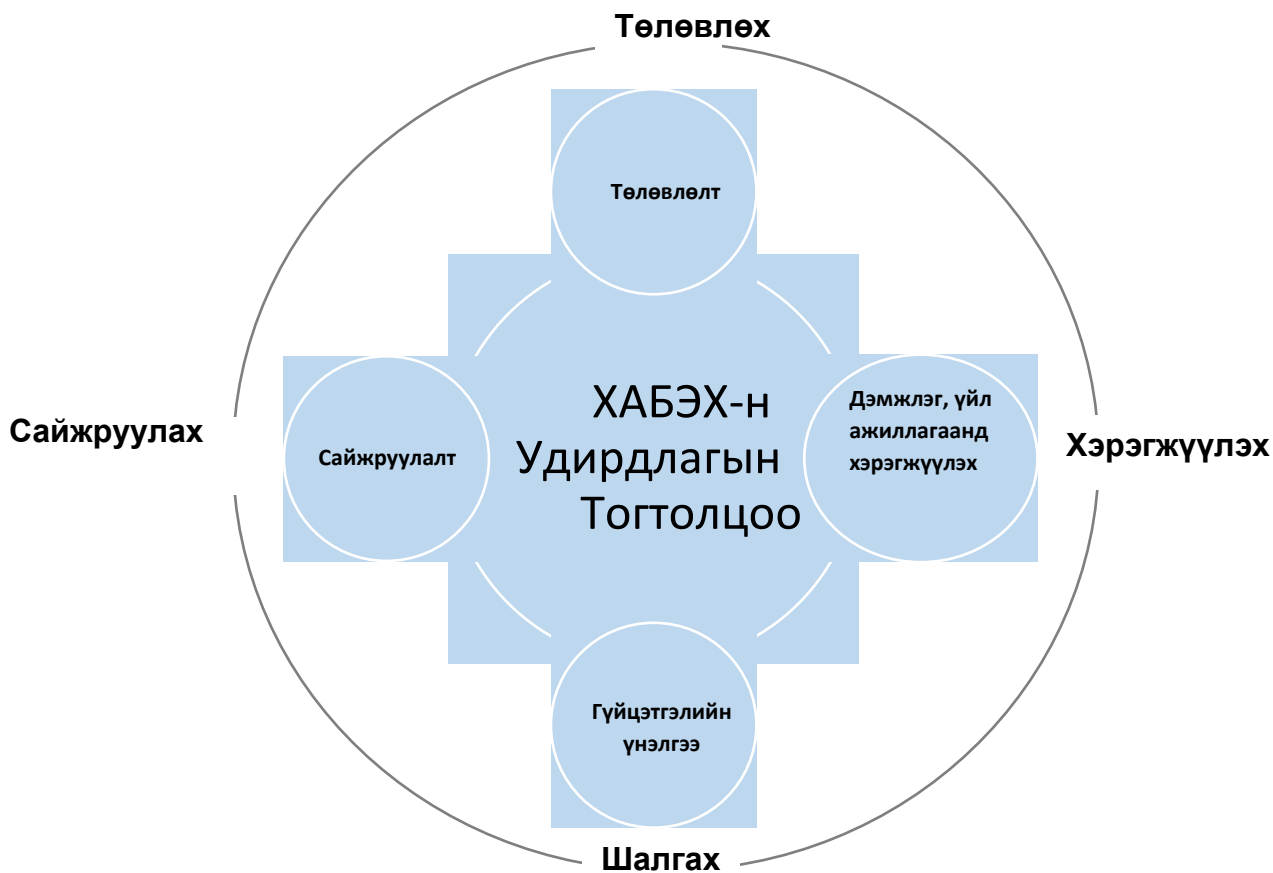 Төлөвлөх
Төлөвлөлт
Сайжруулах
Сайжруулалт
ХАБЭХ-н
Удирдлагын
Тогтолцоо
Дэмжлэг, үйл
ажиллагаанд
хэрэгжүүлэх
Хэрэгжүүлэх
Гүйцэтгэлийн
үнэлгээ
Шалгах